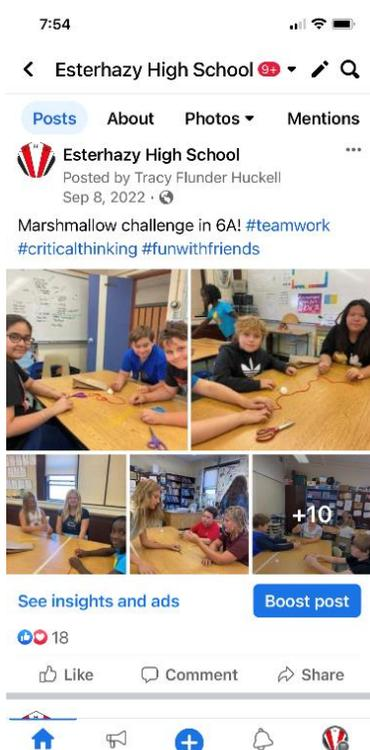 7:54
Esterhazy High School 9+
Posts About Photos Mentions
Esterhazy High School
Posted by Tracy Flunder Huckell
Sep 8, 2022 ·
Marshmallow challenge in 6A! #teamwork
#criticalthinking #funwithfriends
+10
See insights and ads Boost post
18
Like Comment Share